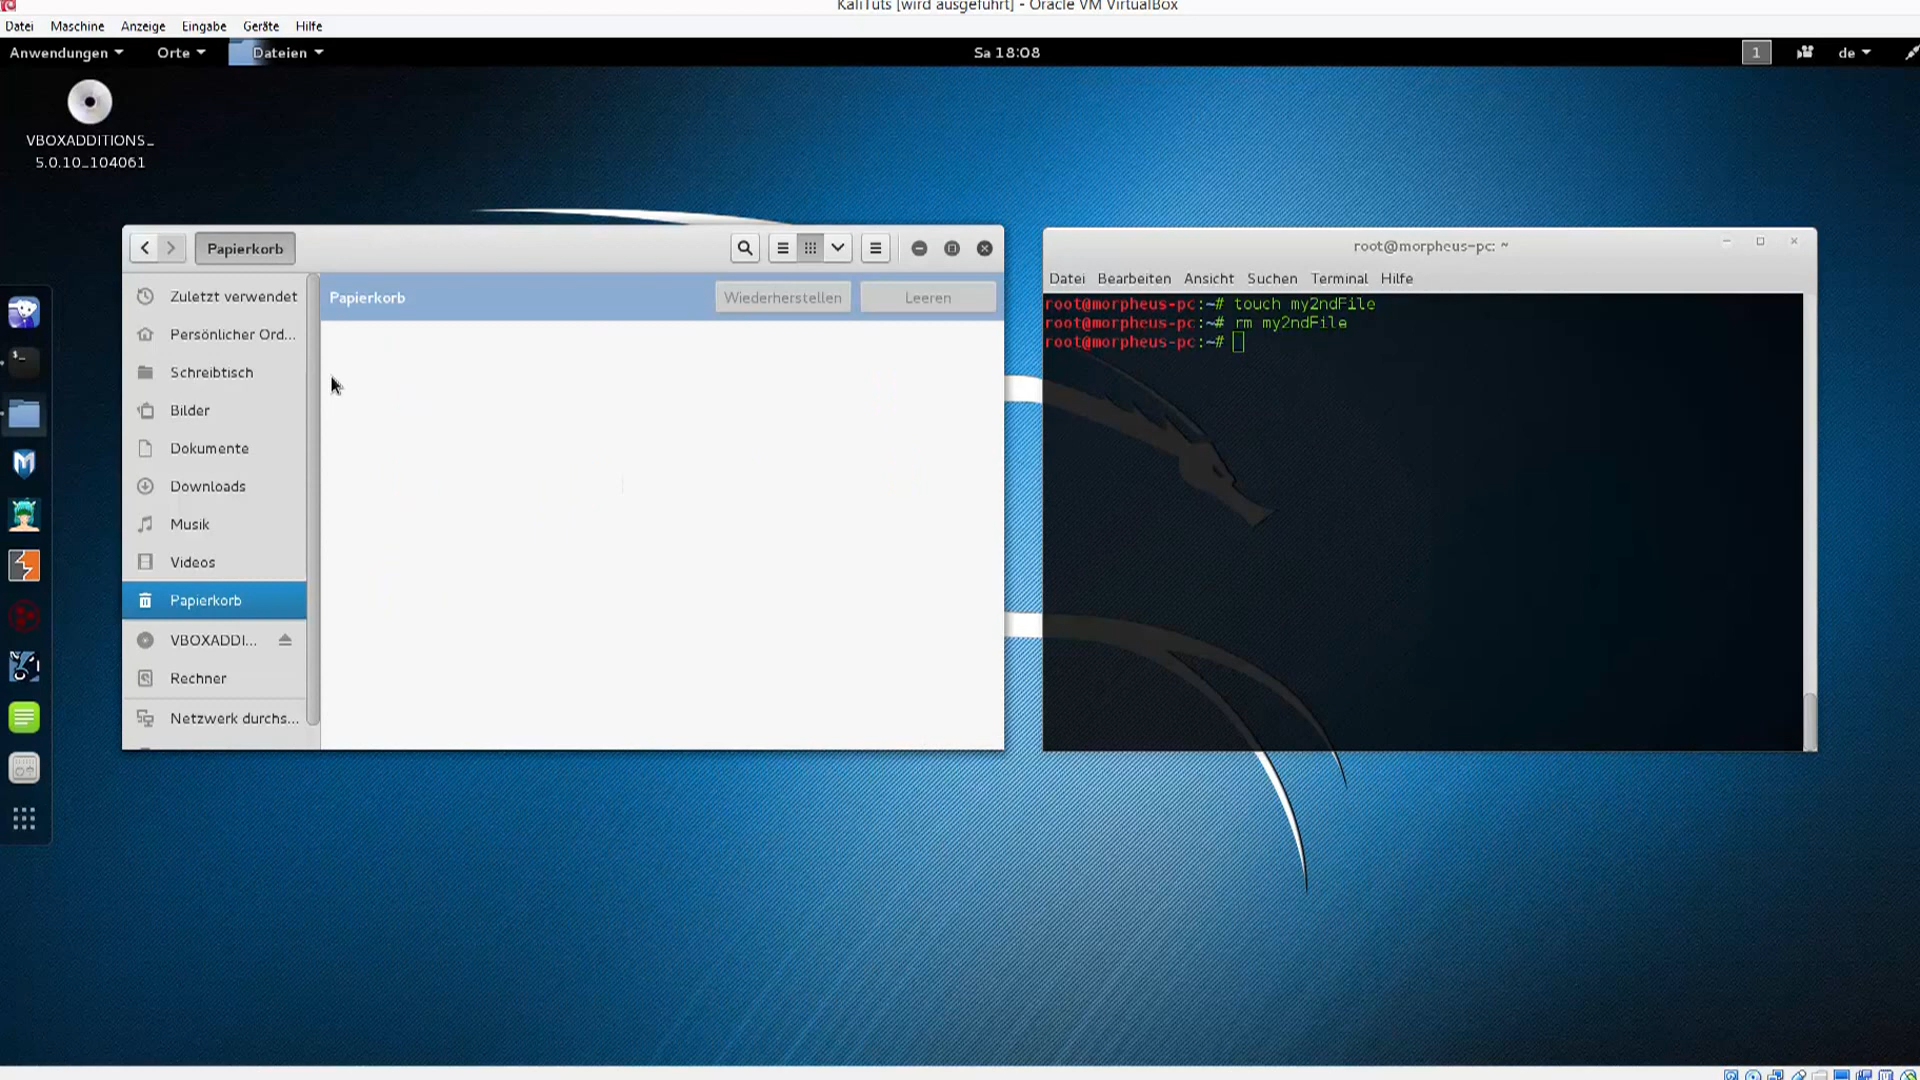 KaliTuts [wird ausgeführt] - Oracle VM VirtualBox
Datei Maschine Anzeige Eingabe Geräte Hilfe
Anwendungen Orte Dateien Sa 18:08 1 de
VBOXADDITIONS_
5.0.10_104061
Papierkorb
Zuletzt verwendet
Persönlicher Ord...
Schreibtisch
Bilder
Dokumente
Downloads
Musik
Videos
Papierkorb
VBOXADDI...
Rechner
Netzwerk durchs...
Papierkorb Wiederherstellen Leeren
root@morpheus-pc: ~
Datei Bearbeiten Ansicht Suchen Terminal Hilfe
root@morpheus-pc:~# touch my2ndFile
root@morpheus-pc:~# rm my2ndFile
root@morpheus-pc:~#